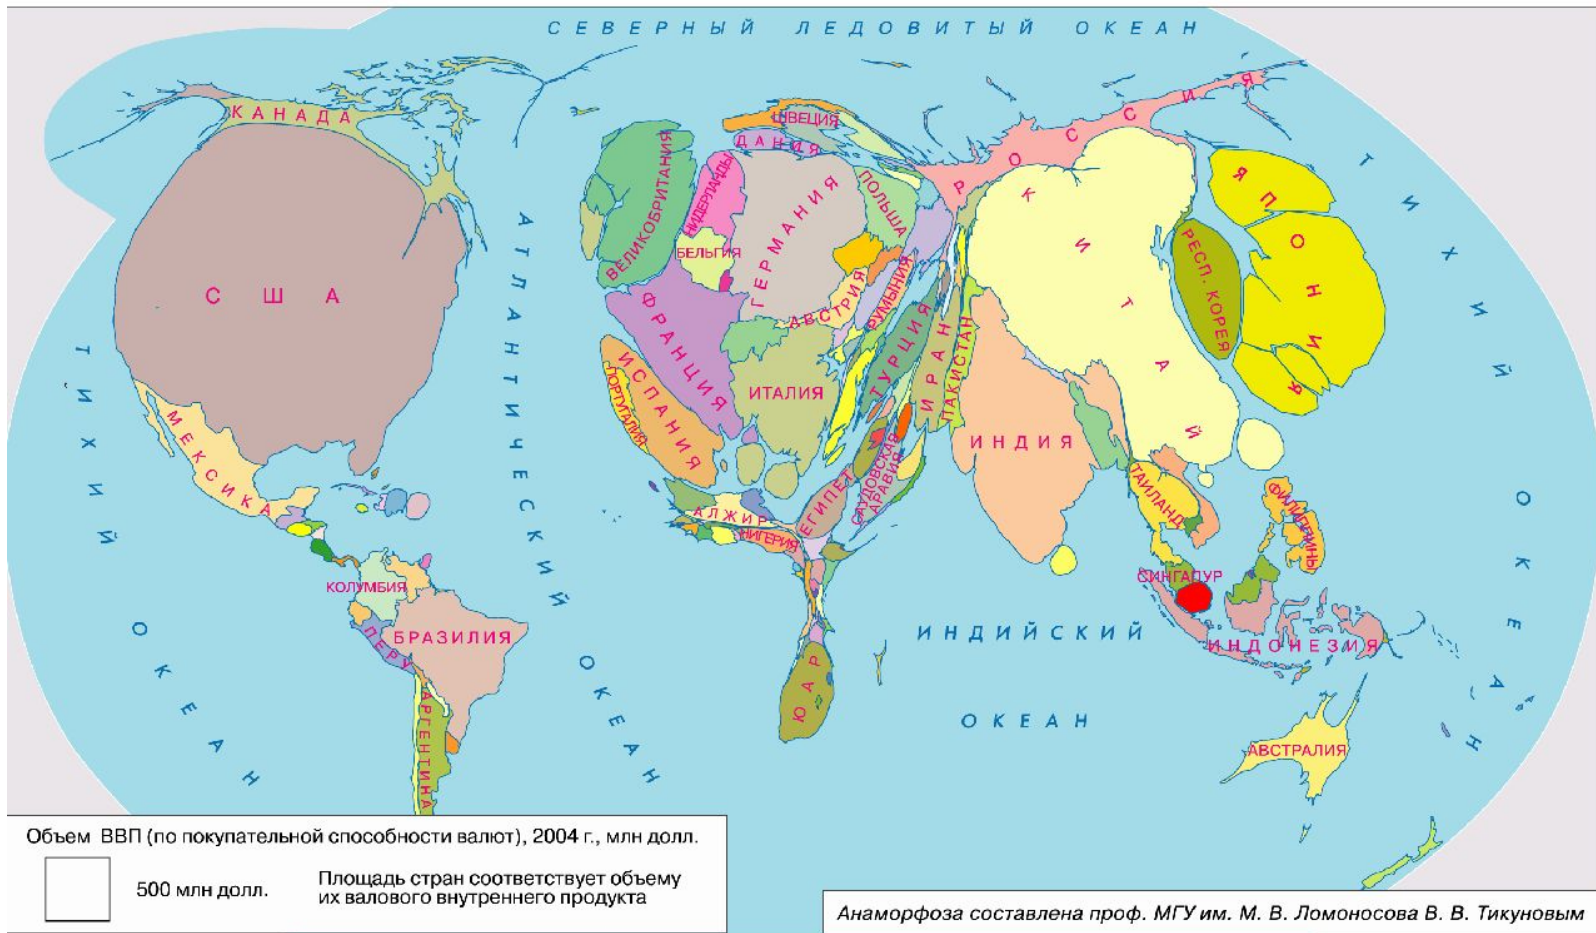 СЕВЕРНЫЙ ЛЕДОВИТЫЙ ОКЕАН
КАНАДА
США
МЕКСИКА
КОЛУМБИЯ
ПЕРУ
БРАЗИЛИЯ
АРГЕНТИНА
ТИХИЙ ОКЕАН
АТЛАНТИЧЕСКИЙ ОКЕАН
ШВЕЦИЯ
ДАНИЯ
ВЕЛИКОБРИТАНИЯ
НИДЕРЛАНДЫ
БЕЛЬГИЯ
ГЕРМАНИЯ
ПОЛЬША
ФРАНЦИЯ
АВСТРИЯ
РУМЫНИЯ
ИСПАНИЯ
ПОРТУГАЛИЯ
ИТАЛИЯ
ТУРЦИЯ
ИРАН
ПАКИСТАН
АЛЖИР
НИГЕРИЯ
ЕГИПЕТ
САУДОВСКАЯ
АРАВИЯ
ЮАР
РОССИЯ
КИТАЙ
РЕСП. КОРЕЯ
ЯПОНИЯ
ИНДИЯ
ТАИЛАНД
ФИЛИППИНЫ
СИНГАПУР
ИНДОНЕЗИЯ
АВСТРАЛИЯ
ИНДИЙСКИЙ
ОКЕАН
ТИХИЙ ОКЕАН
Объем ВВП (по покупательной способности валют), 2004 г., млн долл.
500 млн долл.
Площадь стран соответствует объему
их валового внутреннего продукта
Анаморфоза составлена проф. МГУ им. М. В. Ломоносова В. В. Тикуновым